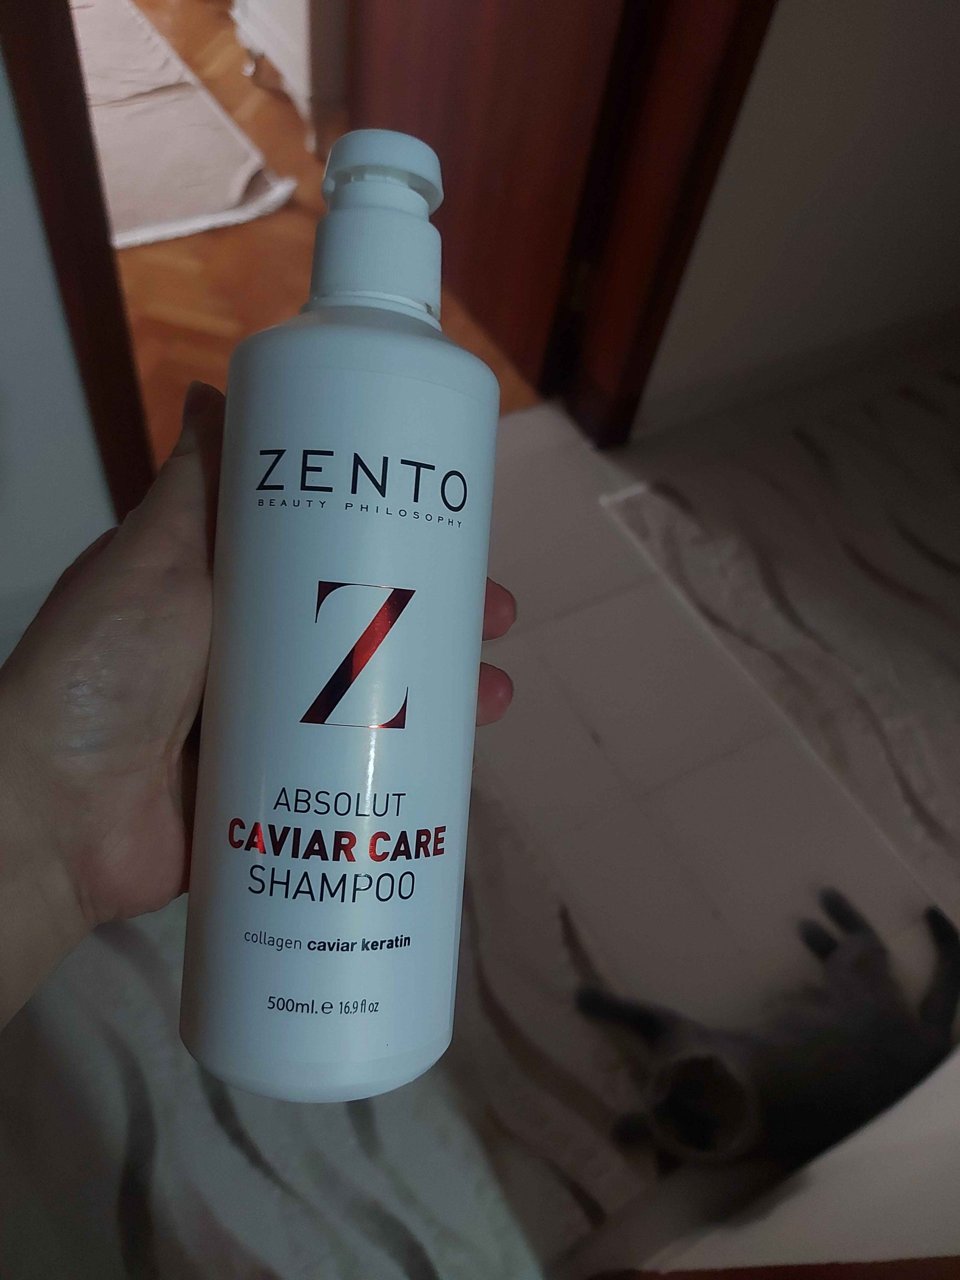 ZENTO
BEAUTY PHILOSOPHY
Z
ABSOLUT
CAVIAR CARE
SHAMPOO
collagen caviar keratin
500ml. ℮ 16.9 fl oz